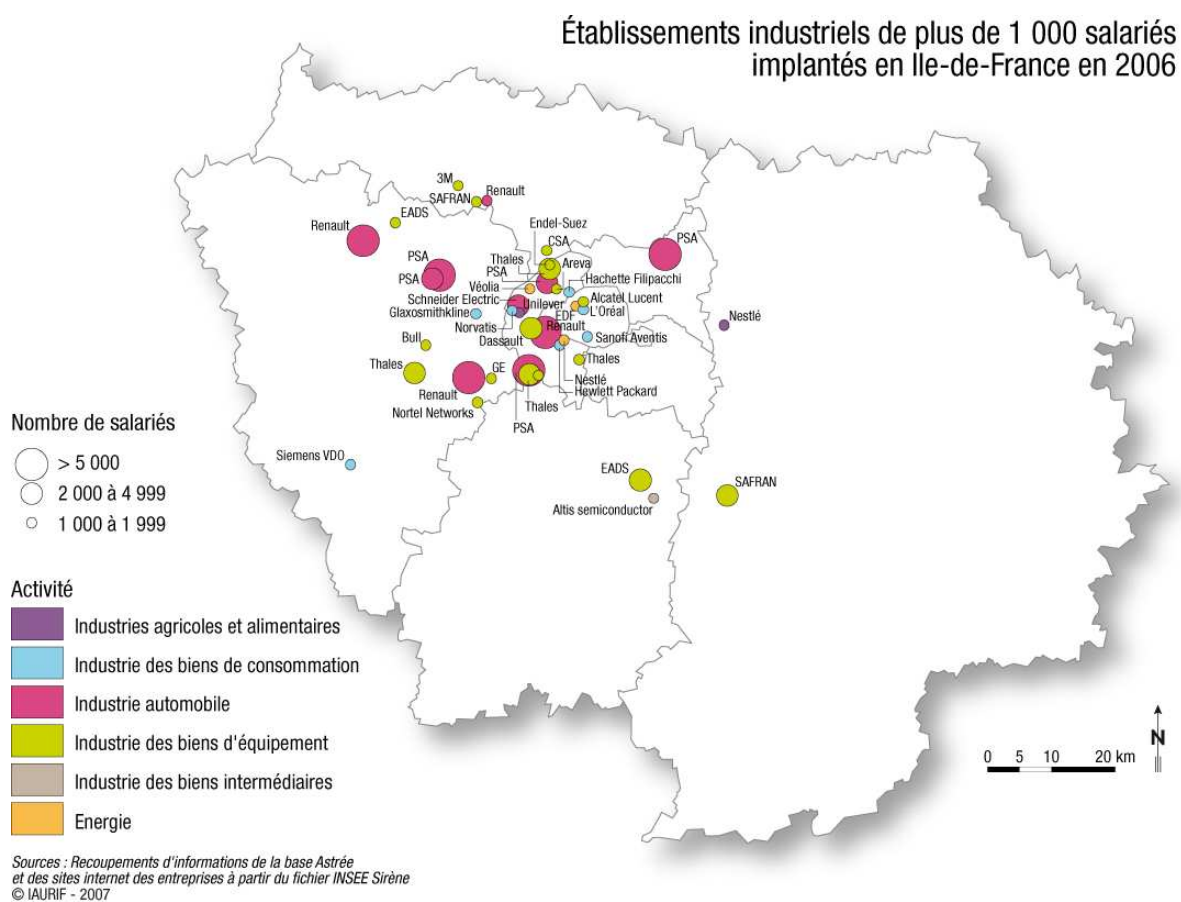 Établissements industriels de plus de 1 000 salariés
implantés en Ile-de-France en 2006
3M
SAFRAN
Renault
EADS
Renault
Endel-Suez
CSA
PSA
PSA
PSA
Thales
PSA
Areva
Véolia
Hachette Filipacchi
Schneider Electric
Unilever
Alcatel Lucent
Glaxosmithkline
EDF
L'Oréal
Nestlé
Norvatis
Renault
Dassault
Sanofi Aventis
Bull
Thales
Thales
GE
Nestlé
Renault
Hewlett Packard
Nortel Networks
Thales
PSA
Nombre de salariés
> 5 000
2 000 à 4 999
1 000 à 1 999
Siemens VDO
EADS
SAFRAN
Altis semiconductor
Activité
Industries agricoles et alimentaires
Industrie des biens de consommation
Industrie automobile
Industrie des biens d'équipement
Industrie des biens intermédiaires
Energie
N
0 5 10 20 km
Sources : Recoupements d'informations de la base Astrée
et des sites internet des entreprises à partir du fichier INSEE Sirène
© IAURIF - 2007